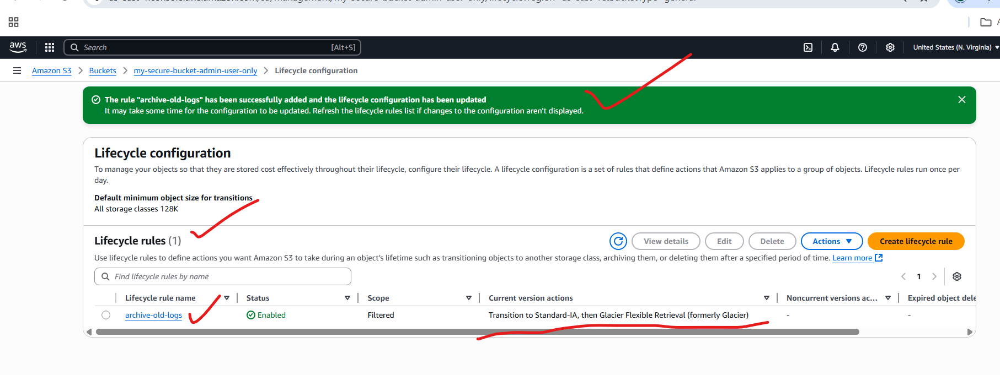 aws
Search [Alt+S]
United States (N. Virginia)
Amazon S3 > Buckets > my-secure-bucket-admin-user-only > Lifecycle configuration
The rule "archive-old-logs" has been successfully added and the lifecycle configuration has been updated
It may take some time for the configuration to be updated. Refresh the lifecycle rules list if changes to the configuration aren't displayed.
Lifecycle configuration
To manage your objects so that they are stored cost effectively throughout their lifecycle, configure their lifecycle. A lifecycle configuration is a set of rules that define actions that Amazon S3 applies to a group of objects. Lifecycle rules run once per
day.
Default minimum object size for transitions
All storage classes 128K
Lifecycle rules (1)
View details Edit Delete Actions Create lifecycle rule
Use lifecycle rules to define actions you want Amazon S3 to take during an object's lifetime such as transitioning objects to another storage class, archiving them, or deleting them after a specified period of time. Learn more
Find lifecycle rules by name
1
Lifecycle rule name Status Scope Current version actions Noncurrent versions ac... Expired object dele
archive-old-logs Enabled Filtered Transition to Standard-IA, then Glacier Flexible Retrieval (formerly Glacier) - -